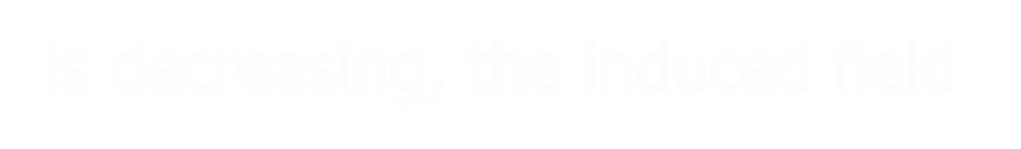 is decreasing, the induced field